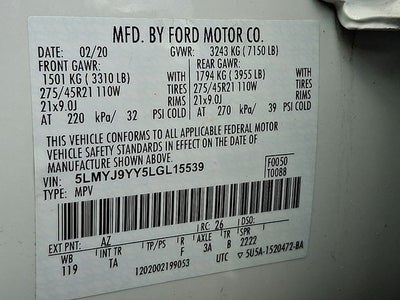 MFD. BY FORD MOTOR CO.
DATE: 02/20 GVWR: 3243 KG ( 7150 LB)
FRONT GAWR: REAR GAWR:
1501 KG ( 3310 LB) WITH 1794 KG ( 3955 LB) WITH
275/45R21 110W TIRES 275/45R21 110W TIRES
21x9.0J RIMS 21x9.0J RIMS
AT 220 kPa/ 32 PSI COLD AT 270 kPa/ 39 PSI COLD
THIS VEHICLE CONFORMS TO ALL APPLICABLE FEDERAL MOTOR
VEHICLE SAFETY STANDARDS IN EFFECT ON THE DATE OF
MANUFACTURE SHOWN ABOVE.
VIN: 5LMYJ9YY5LGL15539 F0050
TYPE: MPV T0088
EXT PNT: AZ RC: 26 DSO:
WB INT TR TP/PS R AXLE TR SPR
119 TA F 3A B 2222
1202002199053 UTC 5U5A-1520472-BA